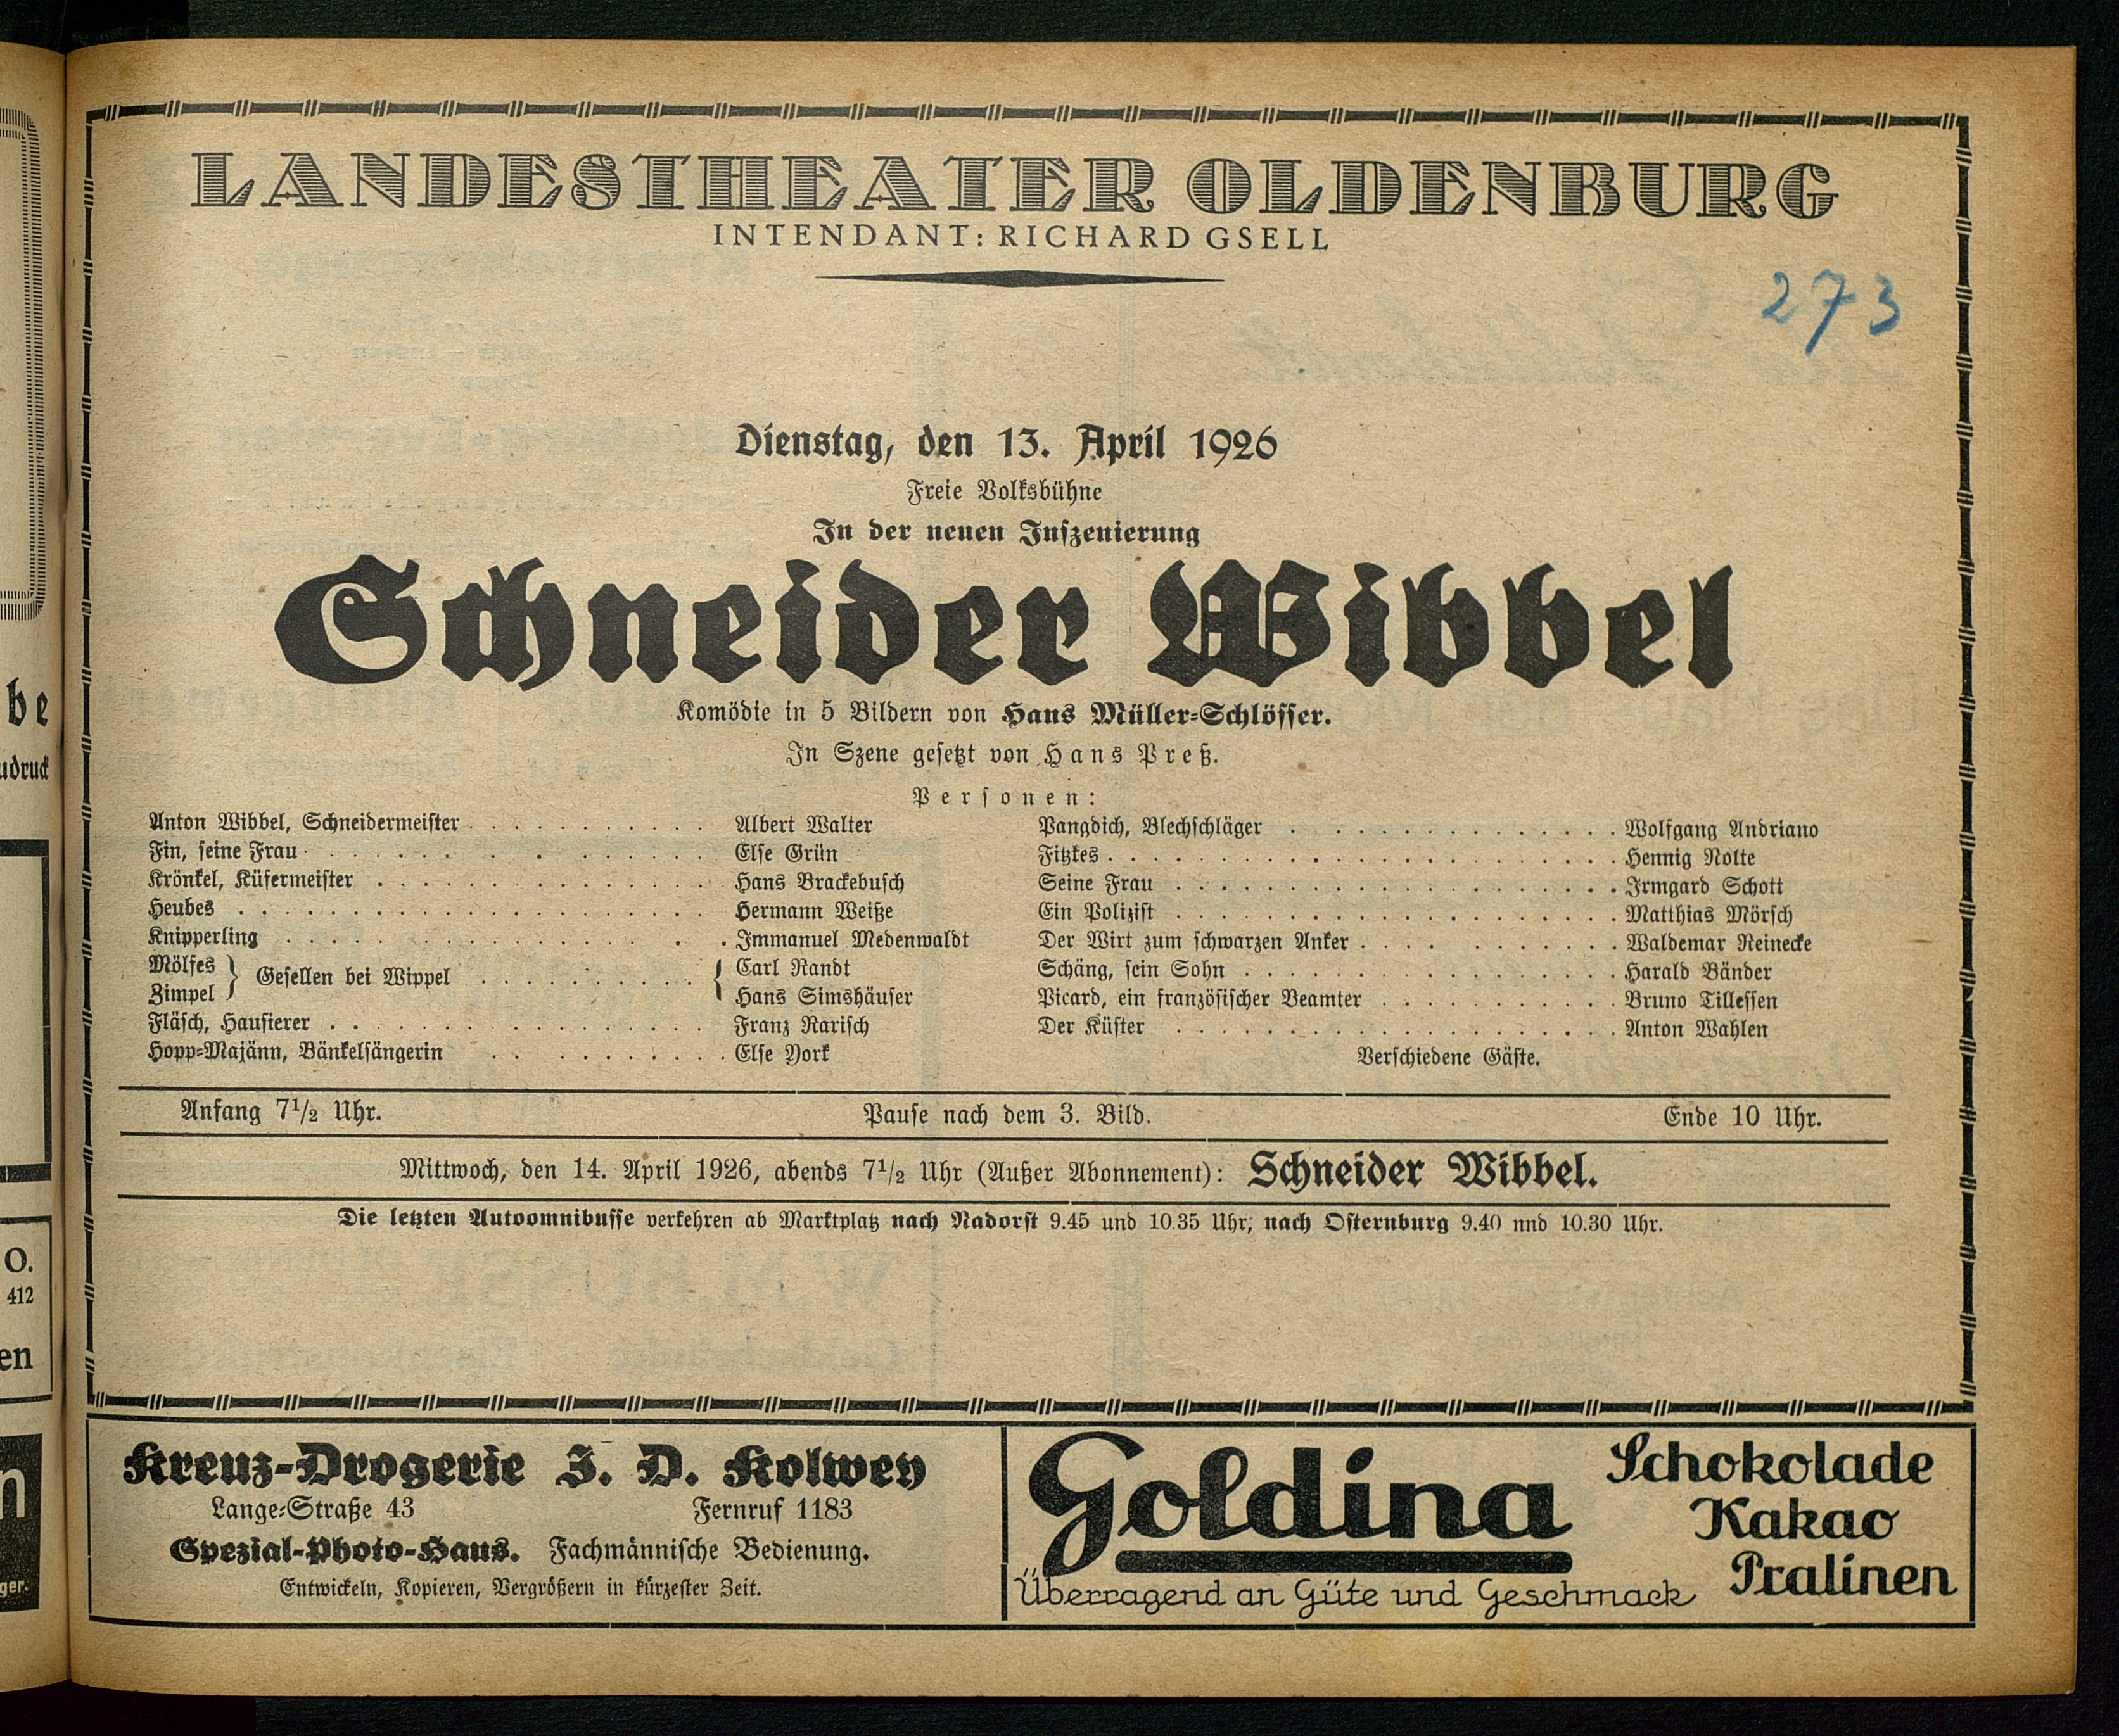 LANDESTHEATER OLDENBURG
INTENDANT: RICHARD GSELL
273
Dienstag, den 13. April 1926
Freie Volksbühne
In der neuen Inszenierung
Schneider Wibbel
Komödie in 5 Bildern von Hans Müller-Schlösser.
In Szene gesetzt von Hans Preß.
Personen:
Anton Wibbel, Schneidermeister . . . . . . . . . . . Albert Walter
Fin, seine Frau . . . . . . . . . . . . . . Else Grün
Krönkel, Küfermeister . . . . . . . . . . . . . . Hans Brackebusch
Heubes . . . . . . . . . . . . . . . . Hermann Weiße
Knipperling . . . . . . . . . . . . . . . Immanuel Medenwaldt
Mölfes } Gesellen bei Wippel . . . . . . . . . . { Carl Randt
Zimpel } { Hans Simshäuser
Fläsch, Hausierer . . . . . . . . . . . . . . . Franz Rarisch
Hopp-Majänn, Bänkelsängerin . . . . . . . . . . Else York
Pangdich, Blechschläger . . . . . . . . . . . . . . . Wolfgang Andriano
Fitzkes . . . . . . . . . . . . . . . . . . Hennig Nolte
Seine Frau . . . . . . . . . . . . . . . . . Irmgard Schott
Ein Polizist . . . . . . . . . . . . . . . . . Matthias Mörsch
Der Wirt zum schwarzen Anker . . . . . . . . . . . Waldemar Reinecke
Schäng, sein Sohn . . . . . . . . . . . . . . . Harald Bänder
Picard, ein französischer Beamter . . . . . . . . . . . Bruno Tillessen
Der Küster . . . . . . . . . . . . . . . . . Anton Wahlen
Verschiedene Gäste.
Anfang 7½ Uhr. Pause nach dem 3. Bild. Ende 10 Uhr.
Mittwoch, den 14. April 1926, abends 7½ Uhr (Außer Abonnement): Schneider Wibbel.
Die letzten Autoomnibusse verkehren ab Marktplatz nach Nadorst 9.45 und 10.35 Uhr; nach Osternburg 9.40 nnd 10.30 Uhr.
Kreuz-Drogerie J. D. Kolwey
Lange-Straße 43 Fernruf 1183
Spezial-Photo-Haus. Fachmännische Bedienung.
Entwickeln, Kopieren, Vergrößern in kürzester Zeit.
Goldina
Überragend an Güte und Geschmack
Schokolade
Kakao
Pralinen
be
udruck
O.
412
en
n
ger.